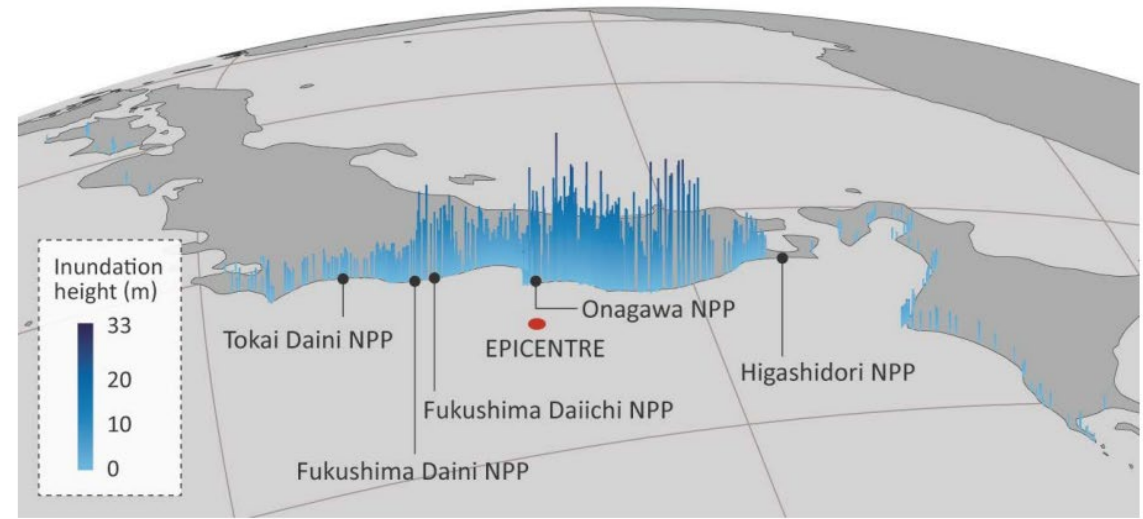 Inundation
height (m)
33
20
10
0
Tokai Daini NPP
Onagawa NPP
EPICENTRE
Higashidori NPP
Fukushima Daiichi NPP
Fukushima Daini NPP